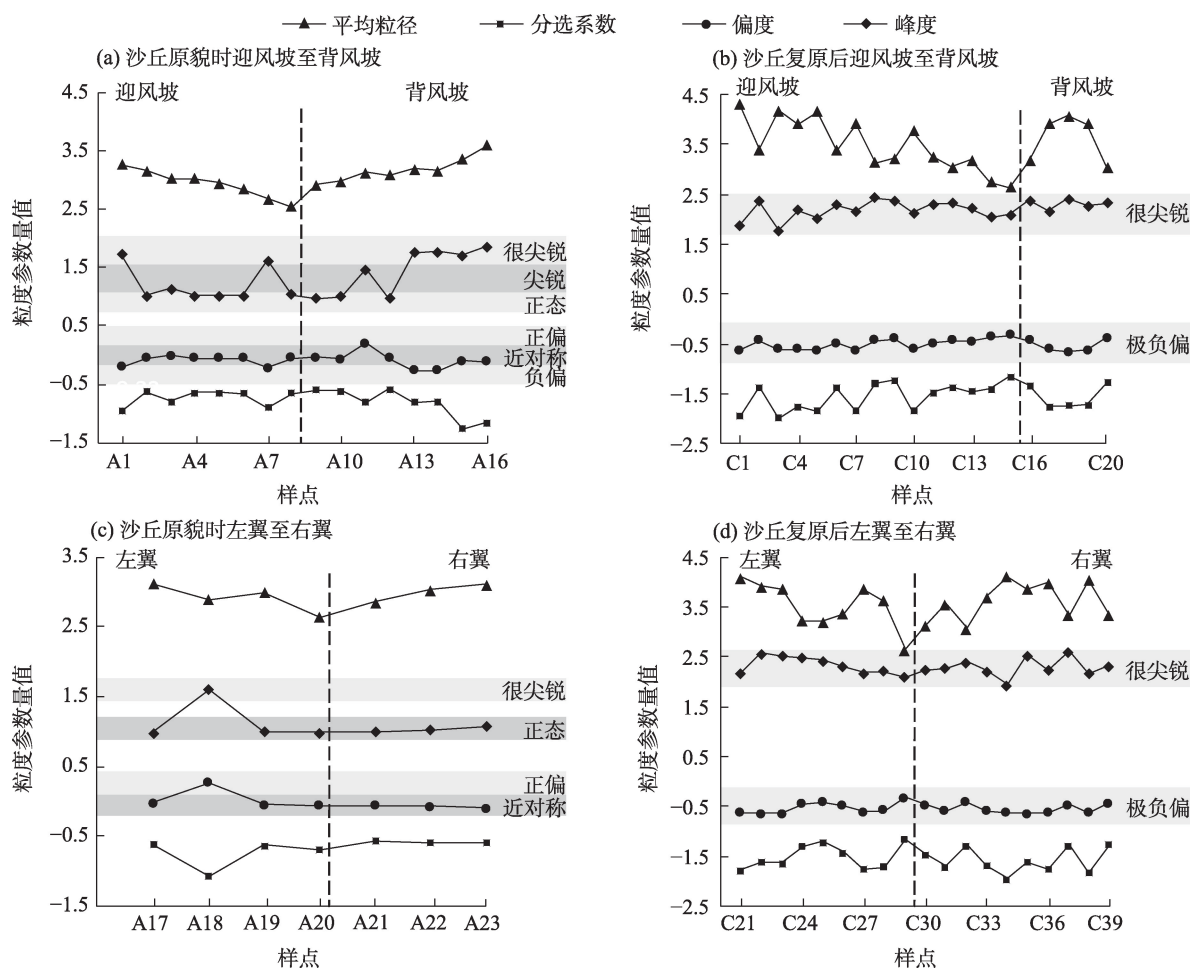 平均粒径 分选系数 偏度 峰度
(a) 沙丘原貌时迎风坡至背风坡
迎风坡 背风坡
粒度参数量值
4.5
3.5
2.5
1.5
0.5
−0.5
−1.5
很尖锐
尖锐
正态
正偏
近对称
负偏
A1 A4 A7 A10 A13 A16
样点
(b) 沙丘复原后迎风坡至背风坡
迎风坡 背风坡
粒度参数量值
4.5
3.5
2.5
1.5
0.5
−0.5
−1.5
−2.5
很尖锐
极负偏
C1 C4 C7 C10 C13 C16 C20
样点
(c) 沙丘原貌时左翼至右翼
左翼 右翼
粒度参数量值
3.5
2.5
1.5
0.5
−0.5
−1.5
很尖锐
正态
正偏
近对称
A17 A18 A19 A20 A21 A22 A23
样点
(d) 沙丘复原后左翼至右翼
左翼 右翼
粒度参数量值
4.5
3.5
2.5
1.5
0.5
−0.5
−1.5
−2.5
很尖锐
极负偏
C21 C24 C27 C30 C33 C36 C39
样点